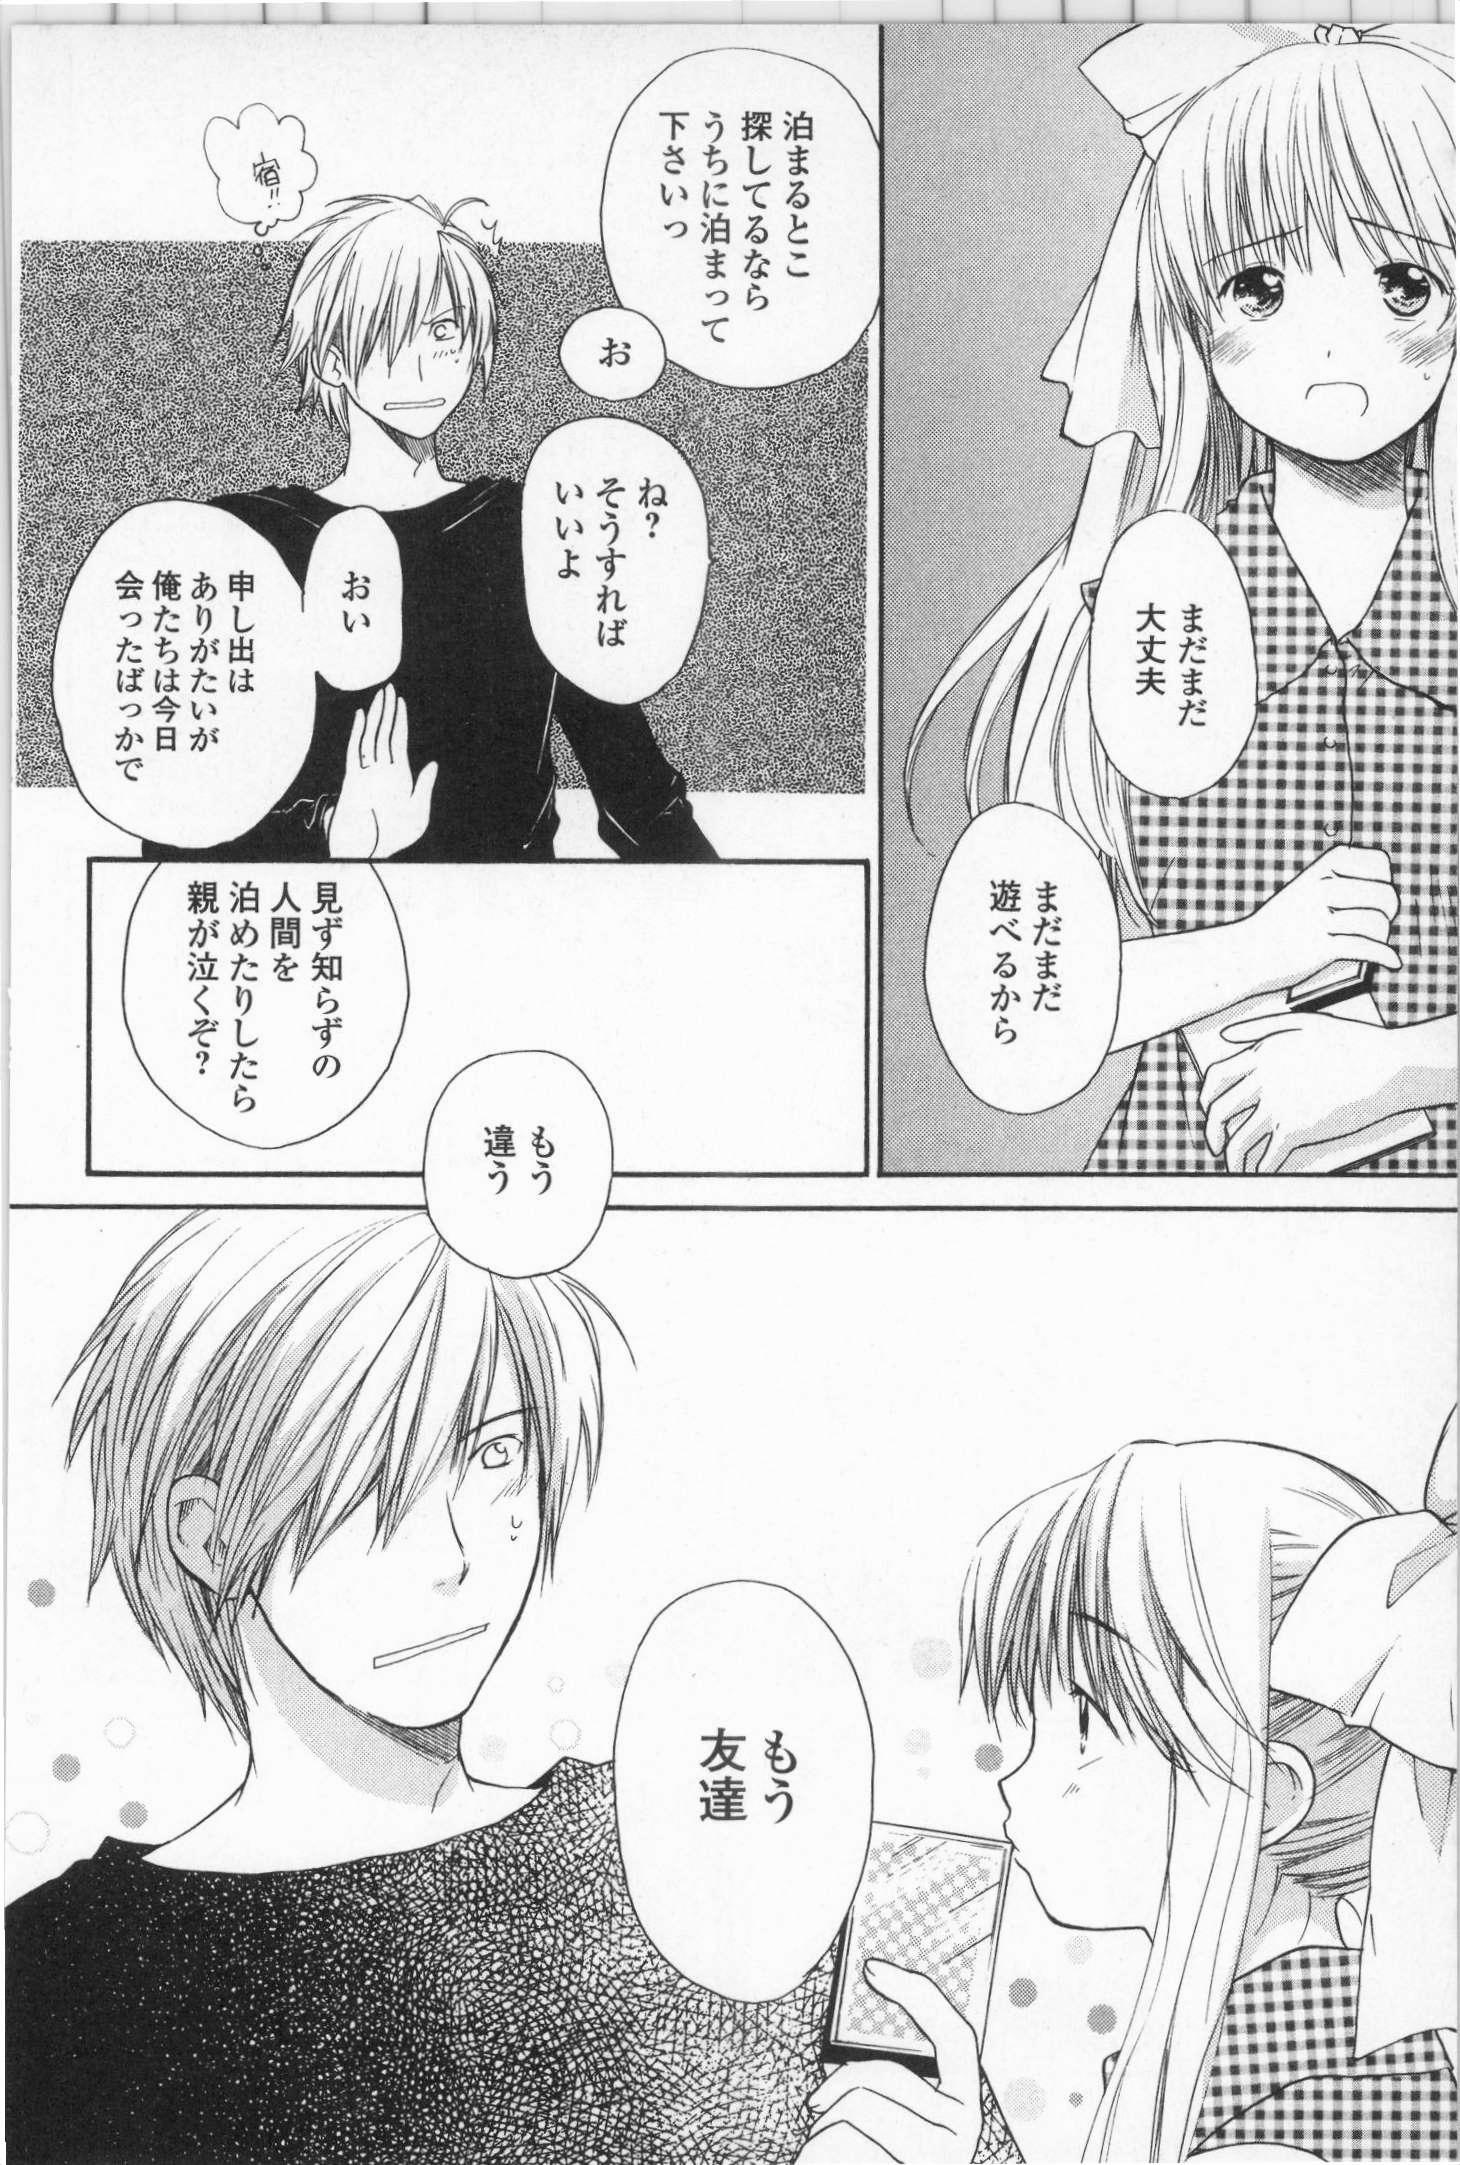 まだまだ
大丈夫
まだまだ
遊べるから
泊まるとこ
探してるなら
うちに泊まって
下さいっ
お
宿!!
ね?
そうすれば
いいよ
おい
申し出は
ありがたいが
俺たちは今日
会ったばっかで
見ず知らずの
人間を
泊めたりしたら
親が泣くぞ?
もう
違う
もう
友達